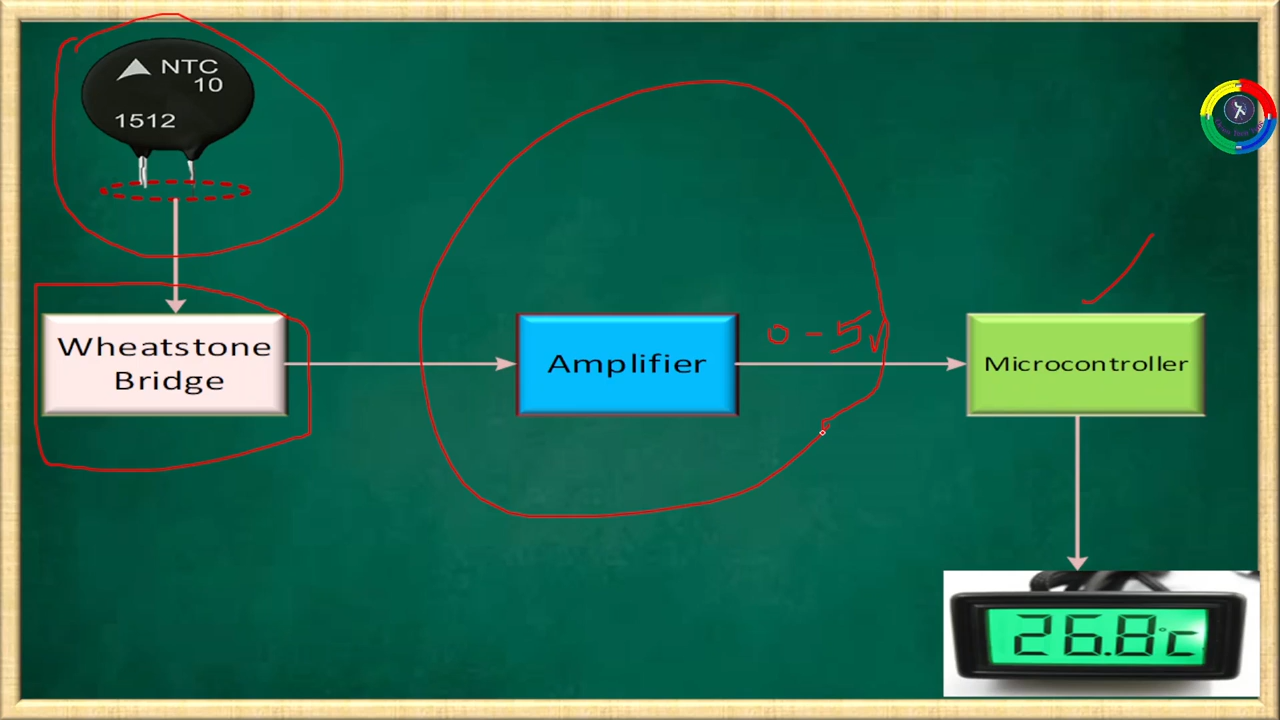 NTC
10
1512
Wheatstone
Bridge
Amplifier
0-5V
Microcontroller
26.8°c